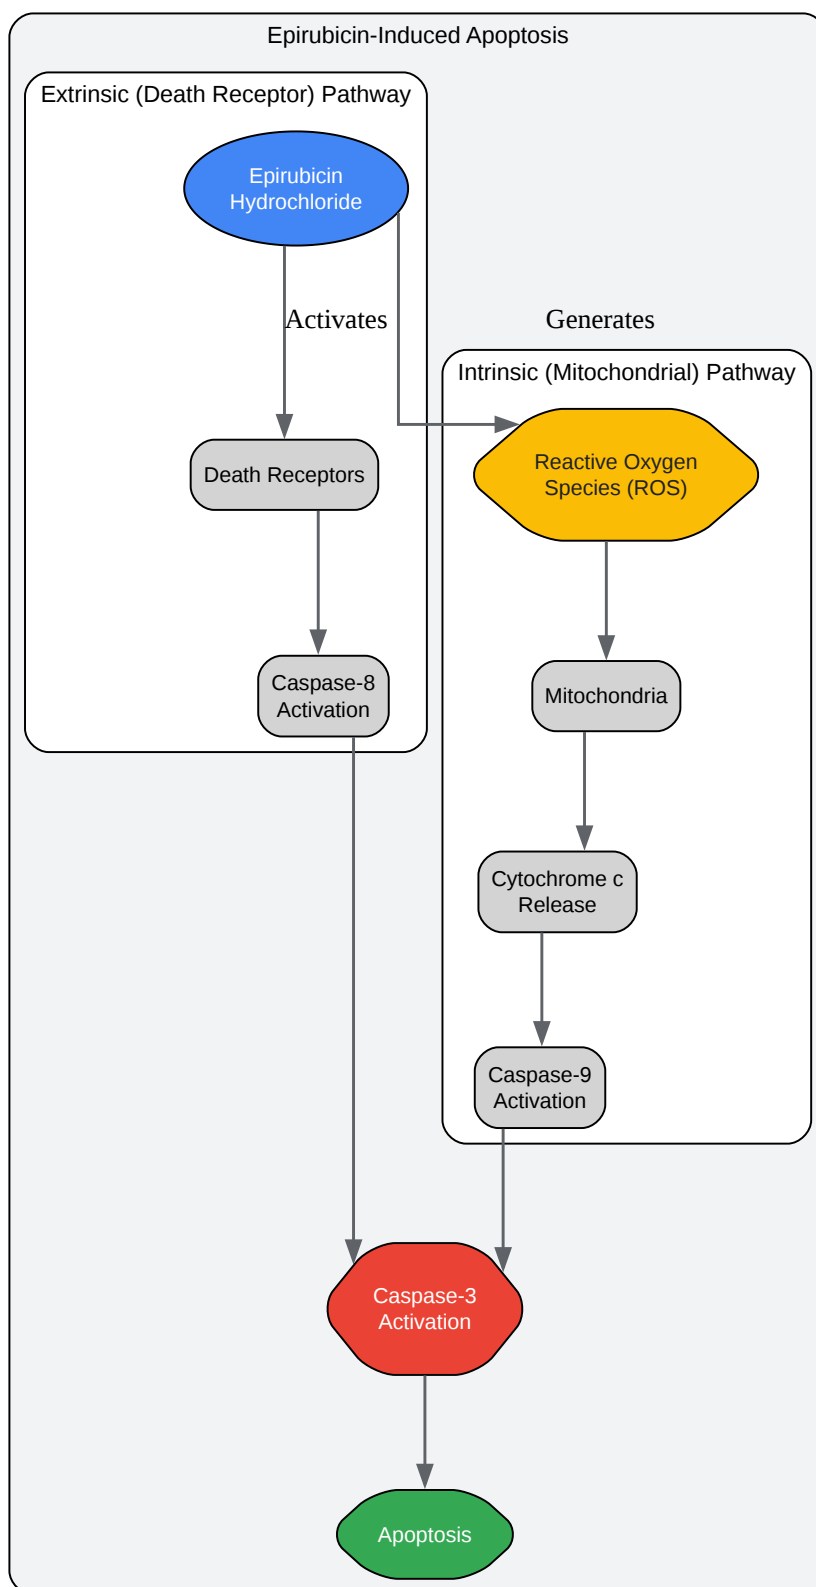 Epirubicin-Induced Apoptosis
Extrinsic (Death Receptor) Pathway
Epirubicin
Hydrochloride
Activates
Generates
Intrinsic (Mitochondrial) Pathway
Reactive Oxygen
Species (ROS)
Death Receptors
Caspase-8
Activation
Mitochondria
Cytochrome c
Release
Caspase-9
Activation
Caspase-3
Activation
Apoptosis